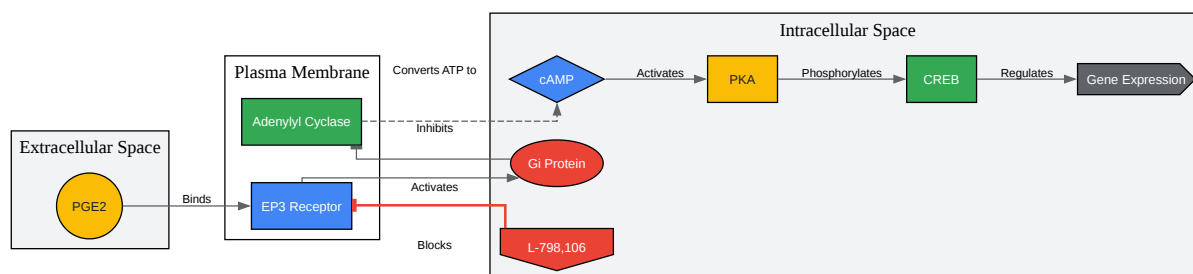 Extracellular Space
PGE2
Binds
Plasma Membrane
Adenylyl Cyclase
EP3 Receptor
Converts ATP to
Inhibits
Activates
Blocks
Intracellular Space
cAMP
Activates
PKA
Phosphorylates
CREB
Regulates
Gene Expression
Gi Protein
L-798,106